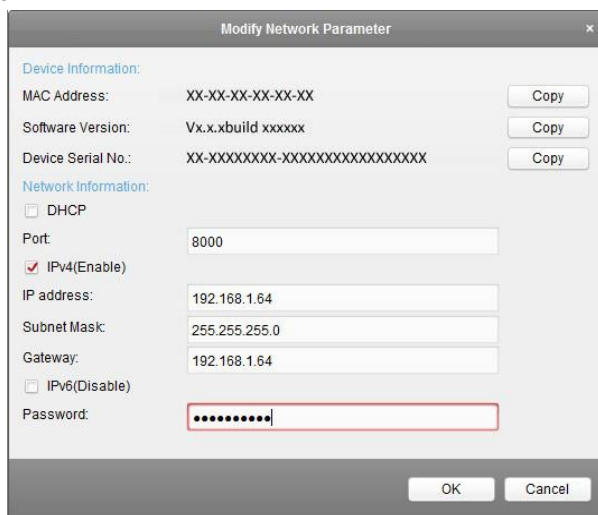 Modify Network Parameter ×
Device Information:
MAC Address: XX-XX-XX-XX-XX-XX Copy
Software Version: Vx.x.xbuild xxxxxx Copy
Device Serial No.: XX-XXXXXXXX-XXXXXXXXXXXXXXXX Copy
Network Information:
DHCP
Port: 8000
IPv4(Enable)
IP address: 192.168.1.64
Subnet Mask: 255.255.255.0
Gateway: 192.168.1.64
IPv6(Disable)
Password: ••••••••••
OK Cancel